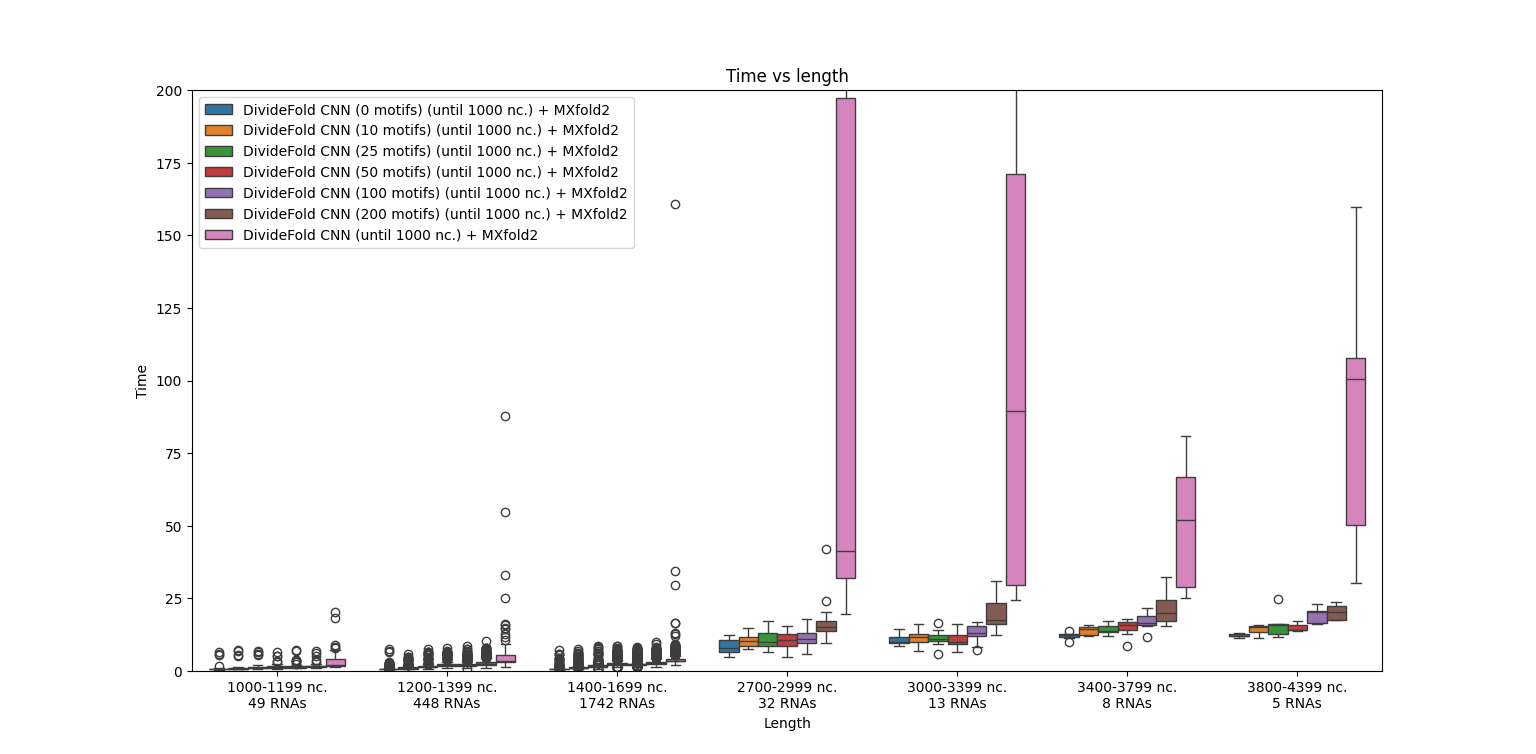 Time vs length
200
175
150
125
100
75
50
25
0
Time
DivideFold CNN (0 motifs) (until 1000 nc.) + MXfold2
DivideFold CNN (10 motifs) (until 1000 nc.) + MXfold2
DivideFold CNN (25 motifs) (until 1000 nc.) + MXfold2
DivideFold CNN (50 motifs) (until 1000 nc.) + MXfold2
DivideFold CNN (100 motifs) (until 1000 nc.) + MXfold2
DivideFold CNN (200 motifs) (until 1000 nc.) + MXfold2
DivideFold CNN (until 1000 nc.) + MXfold2
1000-1199 nc. 1200-1399 nc. 1400-1699 nc. 2700-2999 nc. 3000-3399 nc. 3400-3799 nc. 3800-4399 nc.
49 RNAs 448 RNAs 1742 RNAs 32 RNAs 13 RNAs 8 RNAs 5 RNAs
Length